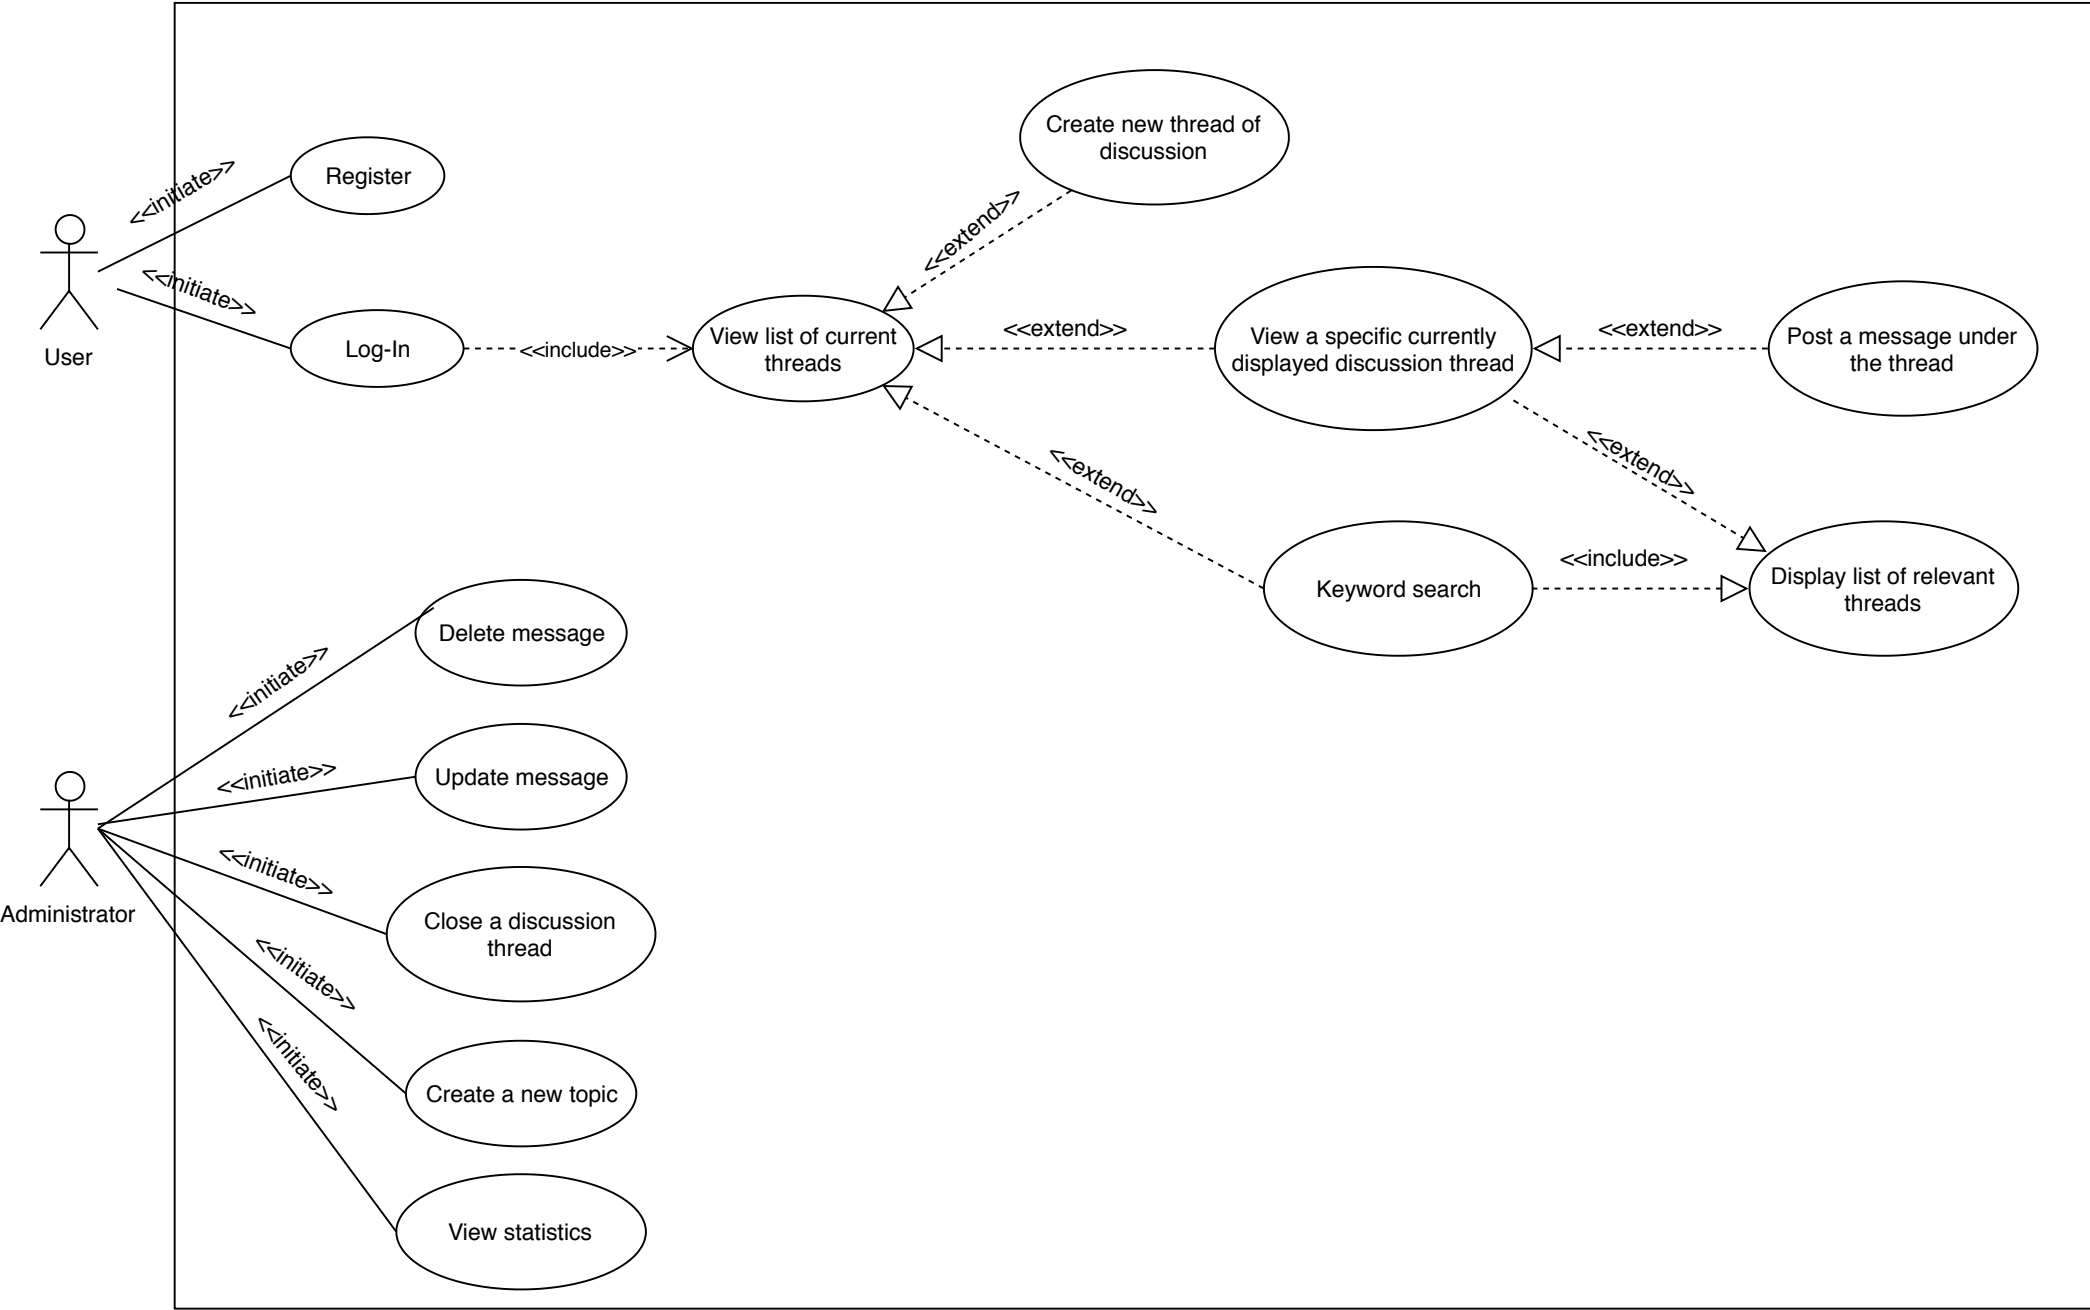 Create new thread of
discussion
<<initiate>>
Register
<<extend>>
<<initiate>>
User
Log-In
<<include>>
View list of current
threads
<<extend>>
View a specific currently
displayed discussion thread
<<extend>>
Post a message under
the thread
<<extend>>
<<extend>>
Keyword search
<<include>>
Display list of relevant
threads
Delete message
<<initiate>>
<<initiate>>
Update message
<<initiate>>
Administrator
Close a discussion
thread
<<initiate>>
<<initiate>>
Create a new topic
View statistics